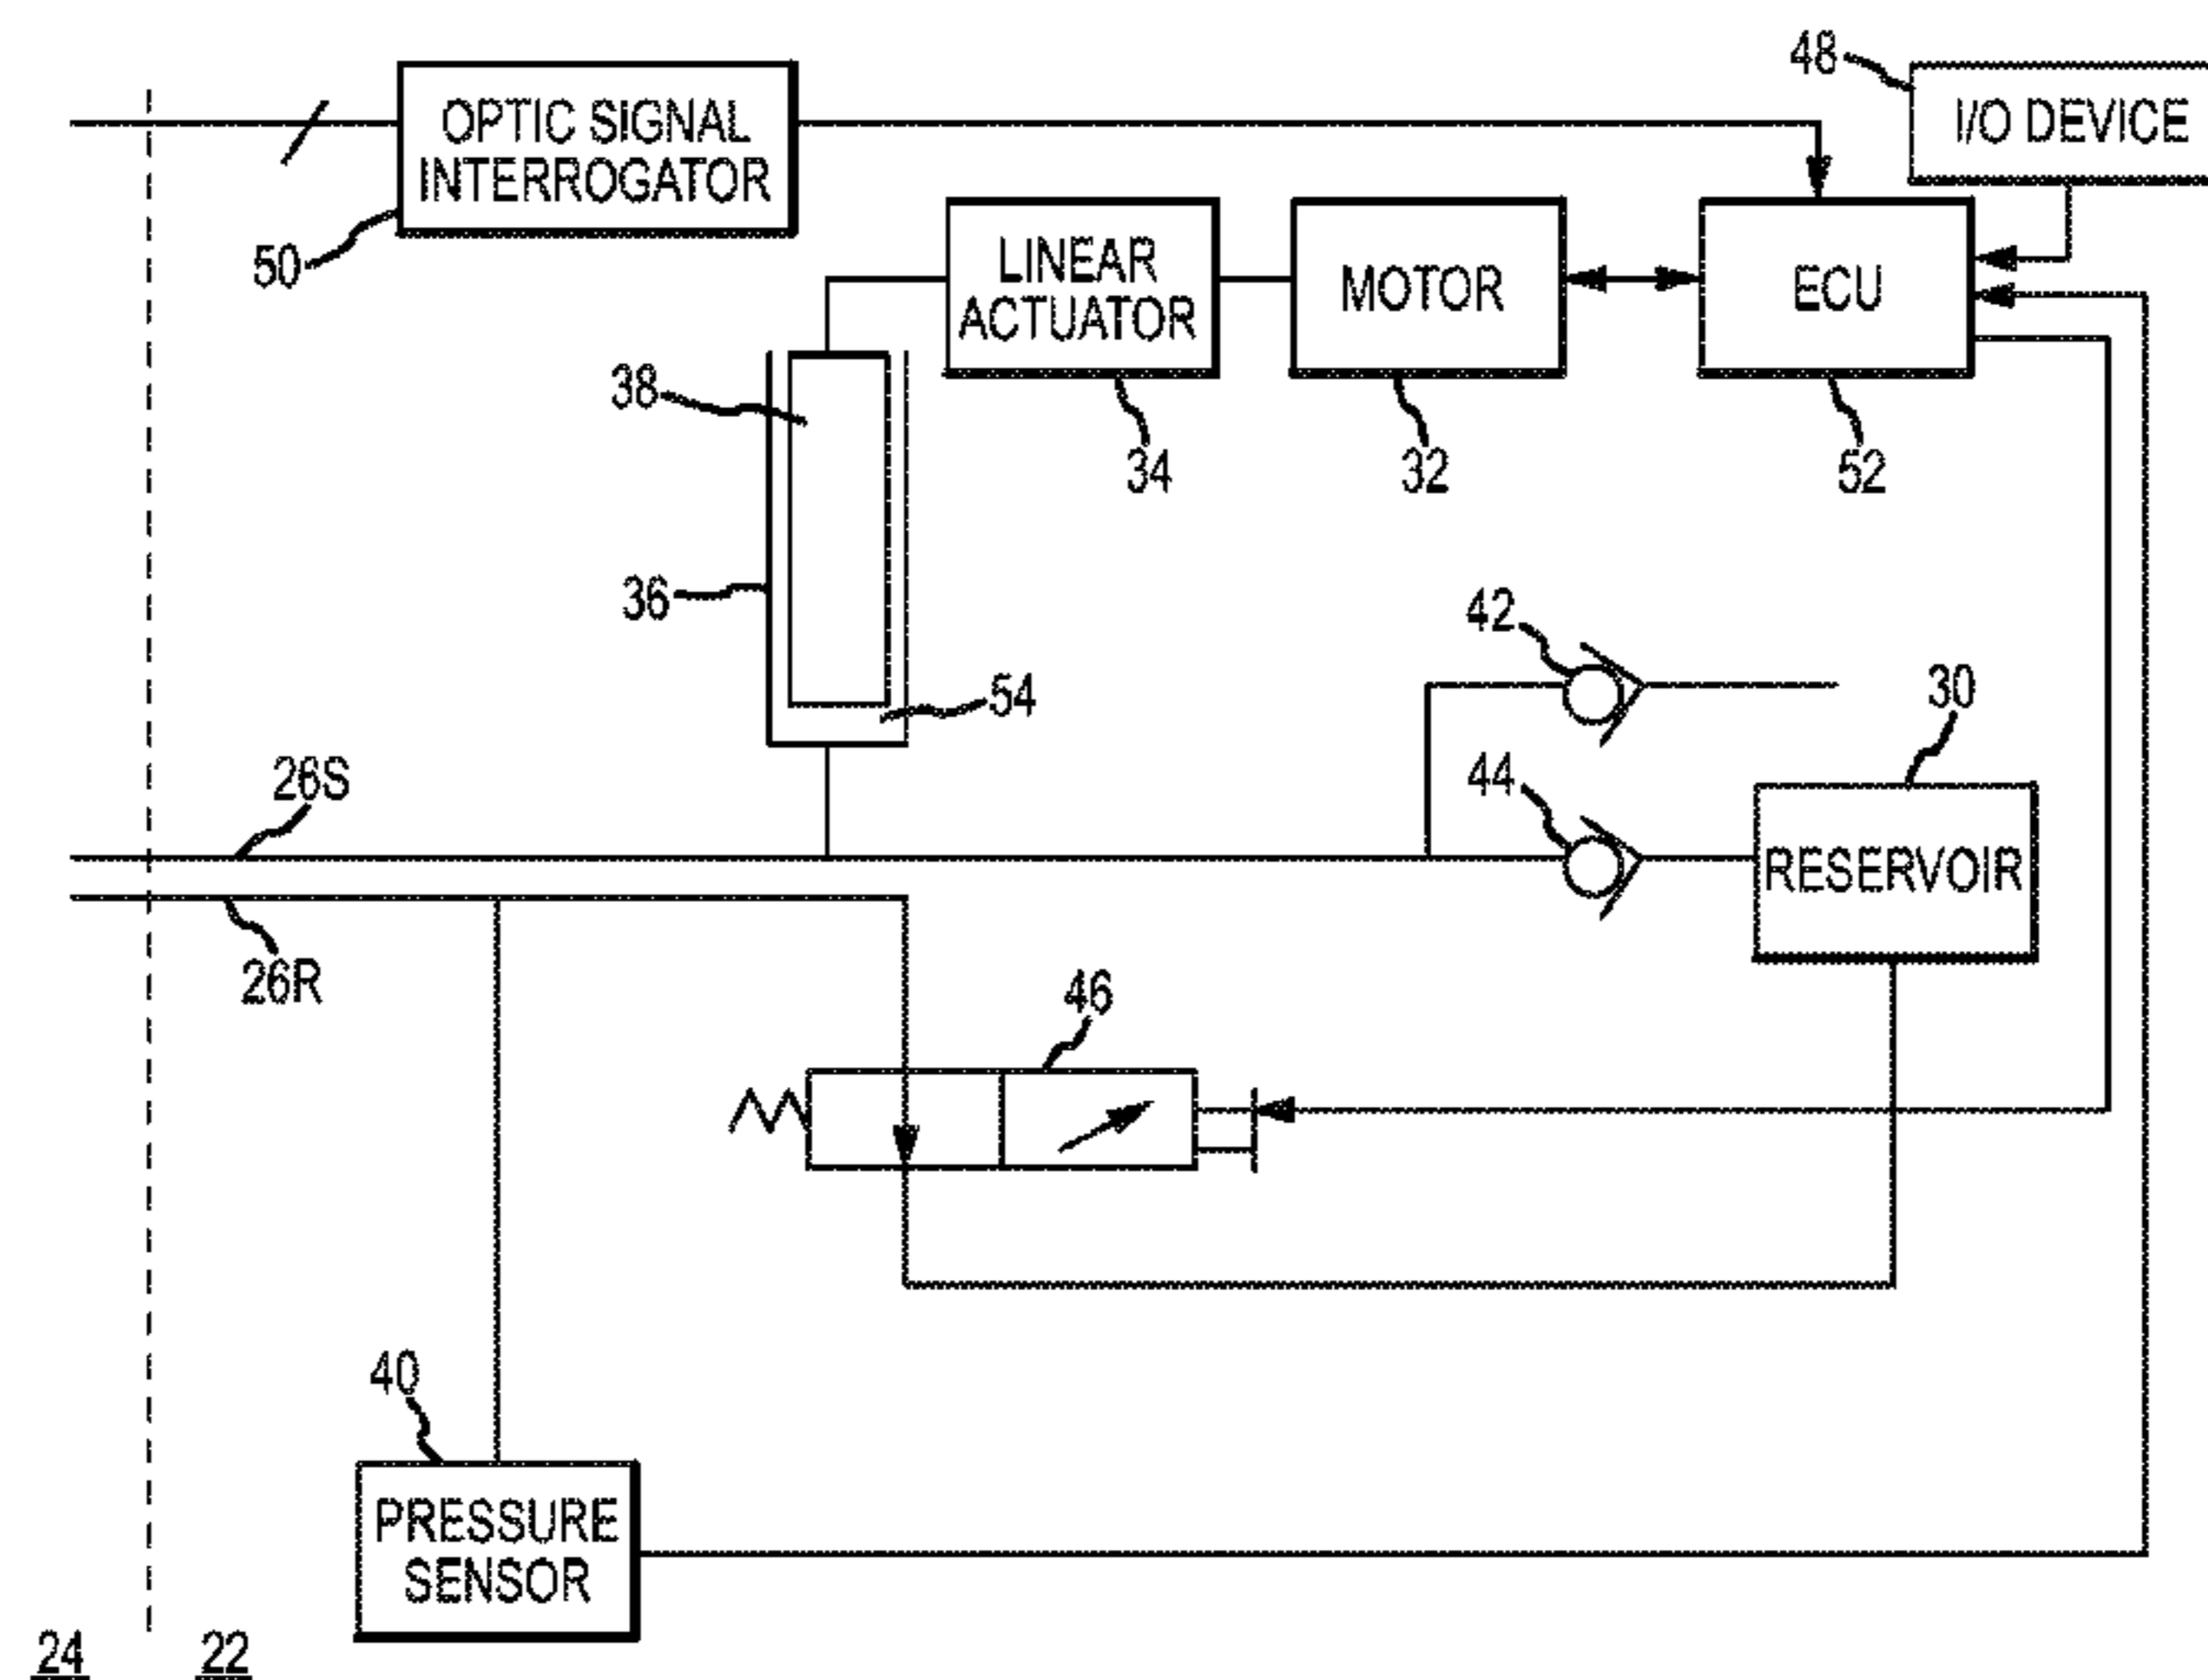 48
OPTIC SIGNAL
INTERROGATOR
I/O DEVICE
50
LINEAR
ACTUATOR
MOTOR
ECU
38
34
32
52
36
42
54
30
26S
44
RESERVOIR
26R
46
40
PRESSURE
SENSOR
24
22